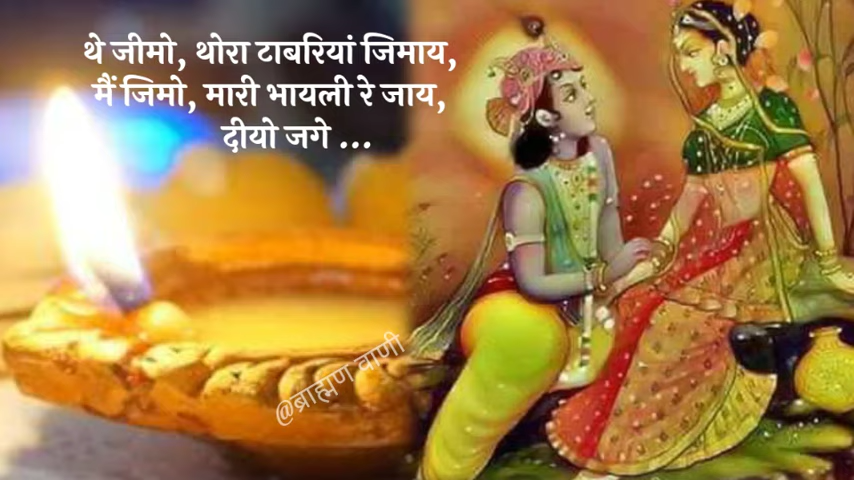 थे जीमो, थोरा टाबरियां जिमाय,
मैं जिमो, मारी भायली रे जाय,
दीयो जगे ...
@ब्राह्मण वाणी